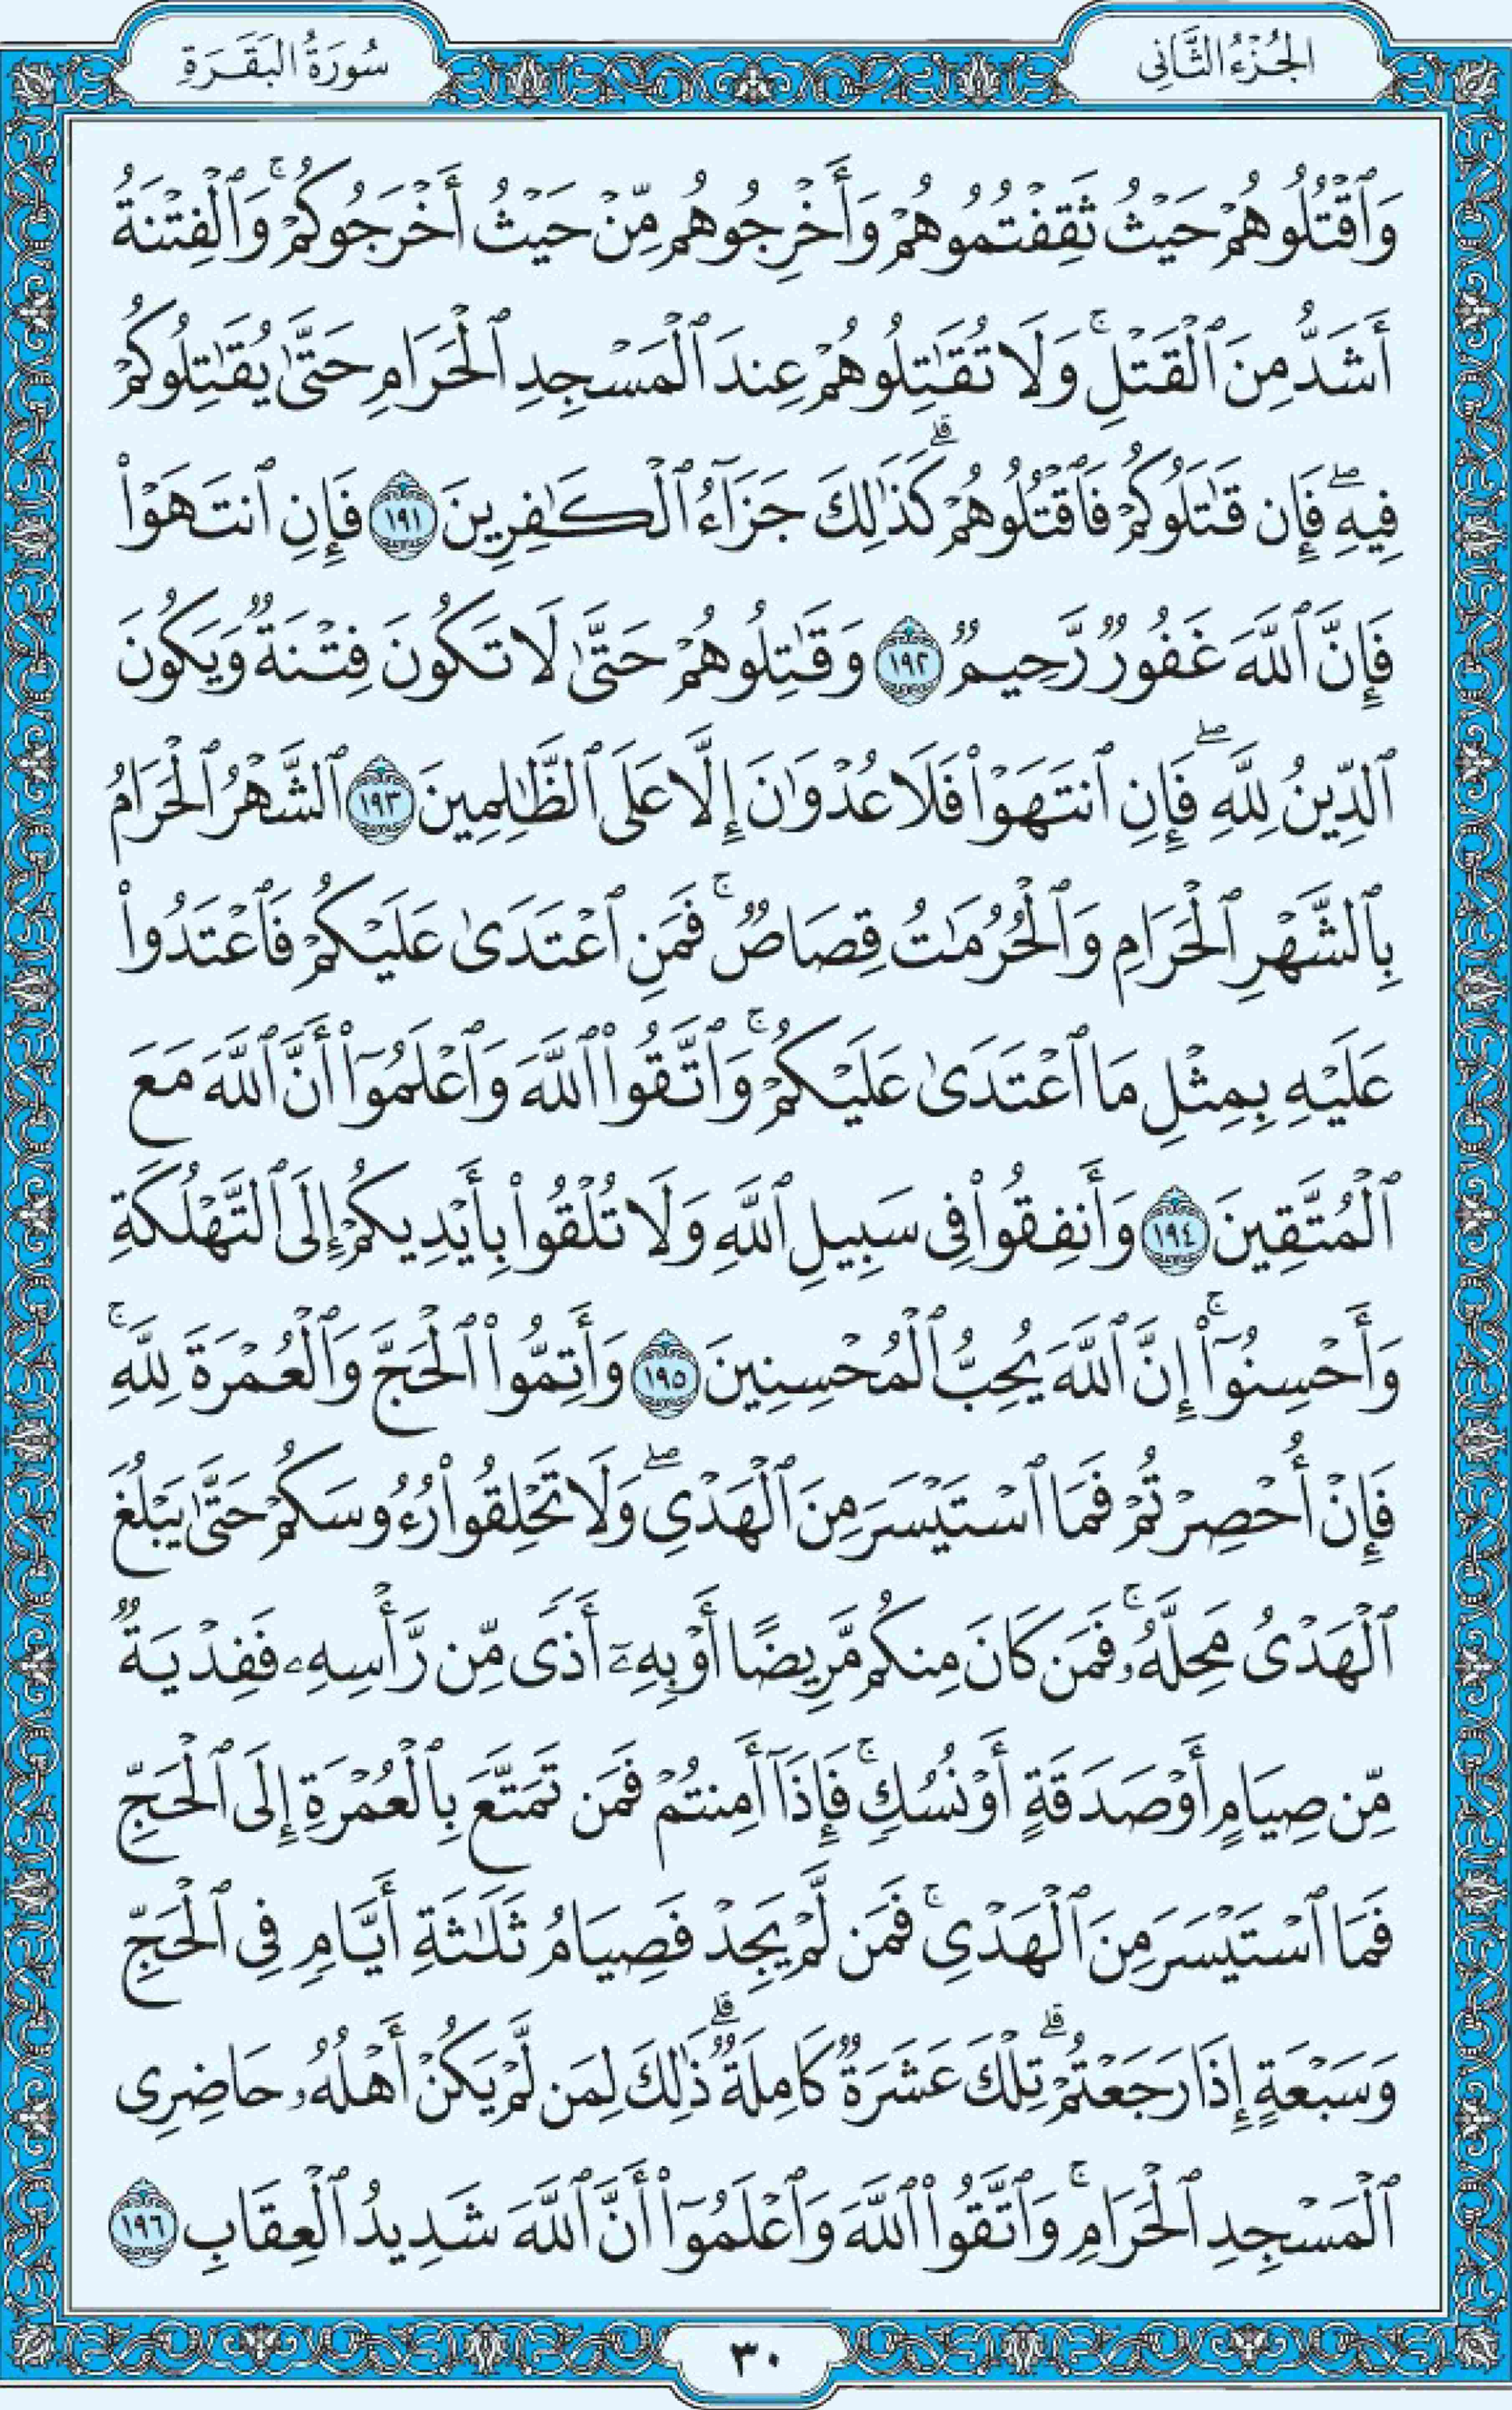 الجُزْءُ الثَّانِي
سُورَةُ البَقَرَةِ
وَٱقۡتُلُوهُمۡ حَيۡثُ ثَقِفۡتُمُوهُمۡ وَأَخۡرِجُوهُم مِّنۡ حَيۡثُ أَخۡرَجُوكُمۡۚ وَٱلۡفِتۡنَةُ
أَشَدُّ مِنَ ٱلۡقَتۡلِۚ وَلَا تُقَٰتِلُوهُمۡ عِندَ ٱلۡمَسۡجِدِ ٱلۡحَرَامِ حَتَّىٰ يُقَٰتِلُوكُمۡ
فِيهِۖ فَإِن قَٰتَلُوكُمۡ فَٱقۡتُلُوهُمۡۗ كَذَٰلِكَ جَزَآءُ ٱلۡكَٰفِرِينَ ١٩١ فَإِنِ ٱنتَهَوۡاْ
فَإِنَّ ٱللَّهَ غَفُورٞ رَّحِيمٞ ١٩٢ وَقَٰتِلُوهُمۡ حَتَّىٰ لَا تَكُونَ فِتۡنَةٞ وَيَكُونَ
ٱلدِّينُ لِلَّهِۖ فَإِنِ ٱنتَهَوۡاْ فَلَا عُدۡوَٰنَ إِلَّا عَلَى ٱلظَّٰلِمِينَ ١٩٣ ٱلشَّهۡرُ ٱلۡحَرَامُ
بِٱلشَّهۡرِ ٱلۡحَرَامِ وَٱلۡحُرُمَٰتُ قِصَاصٞۚ فَمَنِ ٱعۡتَدَىٰ عَلَيۡكُمۡ فَٱعۡتَدُواْ
عَلَيۡهِ بِمِثۡلِ مَا ٱعۡتَدَىٰ عَلَيۡكُمۡۚ وَٱتَّقُواْ ٱللَّهَ وَٱعۡلَمُوٓاْ أَنَّ ٱللَّهَ مَعَ
ٱلۡمُتَّقِينَ ١٩٤ وَأَنفِقُواْ فِي سَبِيلِ ٱللَّهِ وَلَا تُلۡقُواْ بِأَيۡدِيكُمۡ إِلَى ٱلتَّهۡلُكَةِ
وَأَحۡسِنُوٓاْۚ إِنَّ ٱللَّهَ يُحِبُّ ٱلۡمُحۡسِنِينَ ١٩٥ وَأَتِمُّواْ ٱلۡحَجَّ وَٱلۡعُمۡرَةَ لِلَّهِۚ
فَإِنۡ أُحۡصِرۡتُمۡ فَمَا ٱسۡتَيۡسَرَ مِنَ ٱلۡهَدۡيِۖ وَلَا تَحۡلِقُواْ رُءُوسَكُمۡ حَتَّىٰ يَبۡلُغَ
ٱلۡهَدۡيُ مَحِلَّهُۥۚ فَمَن كَانَ مِنكُم مَّرِيضًا أَوۡ بِهِۦٓ أَذٗى مِّن رَّأۡسِهِۦ فَفِدۡيَةٞ
مِّن صِيَامٍ أَوۡ صَدَقَةٍ أَوۡ نُسُكٖۚ فَإِذَآ أَمِنتُمۡ فَمَن تَمَتَّعَ بِٱلۡعُمۡرَةِ إِلَى ٱلۡحَجِّ
فَمَا ٱسۡتَيۡسَرَ مِنَ ٱلۡهَدۡيِۚ فَمَن لَّمۡ يَجِدۡ فَصِيَامُ ثَلَٰثَةِ أَيَّامٖ فِي ٱلۡحَجِّ
وَسَبۡعَةٍ إِذَا رَجَعۡتُمۡۗ تِلۡكَ عَشَرَةٞ كَامِلَةٞۗ ذَٰلِكَ لِمَن لَّمۡ يَكُنۡ أَهۡلُهُۥ حَاضِرِي
ٱلۡمَسۡجِدِ ٱلۡحَرَامِۚ وَٱتَّقُواْ ٱللَّهَ وَٱعۡلَمُوٓاْ أَنَّ ٱللَّهَ شَدِيدُ ٱلۡعِقَابِ ١٩٦
٣٠